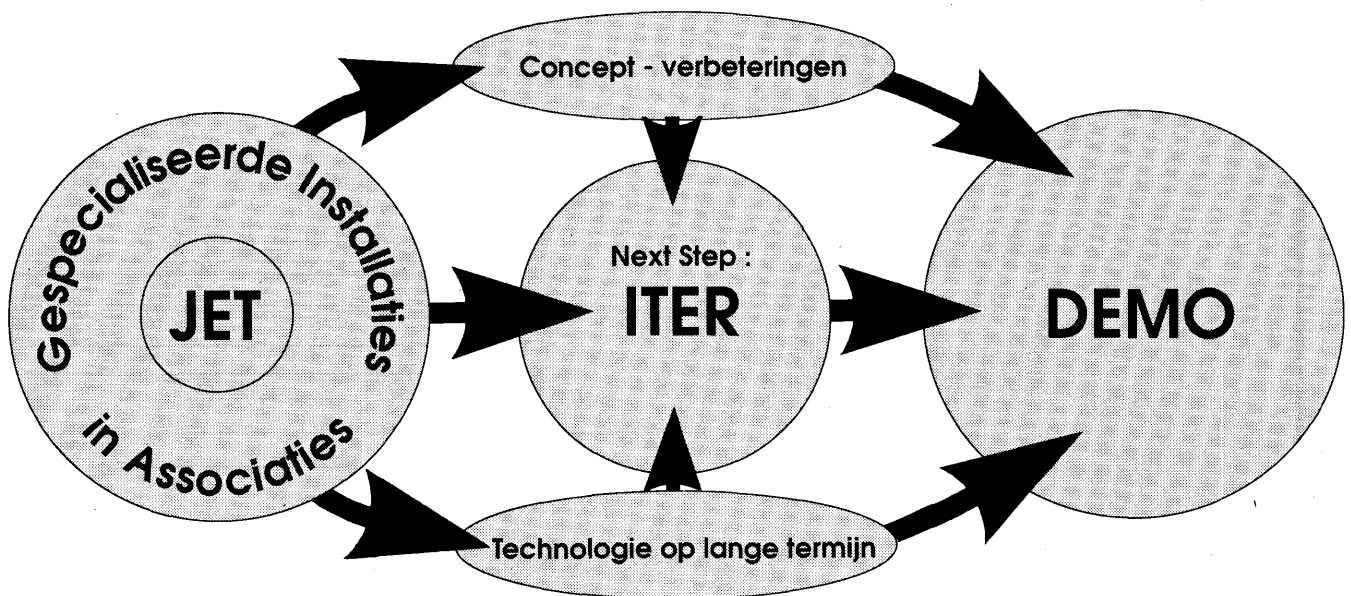 Concept - verbeteringen
Gespecialiseerde Installaties
in Associaties
JET
Next Step :
ITER
DEMO
Technologie op lange termijn